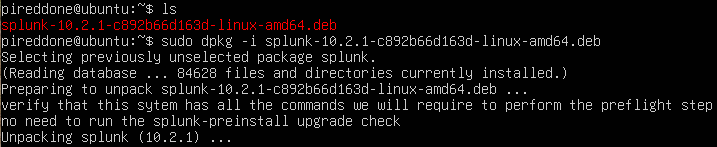 pireddone@ubuntu:~$ ls
splunk-10.2.1-c892b66d163d-linux-amd64.deb
pireddone@ubuntu:~$ sudo dpkg -i splunk-10.2.1-c892b66d163d-linux-amd64.deb
Selecting previously unselected package splunk.
(Reading database ... 84628 files and directories currently installed.)
Preparing to unpack splunk-10.2.1-c892b66d163d-linux-amd64.deb ...
verify that this sytem has all the commands we will require to perform the preflight step
no need to run the splunk-preinstall upgrade check
Unpacking splunk (10.2.1) ...